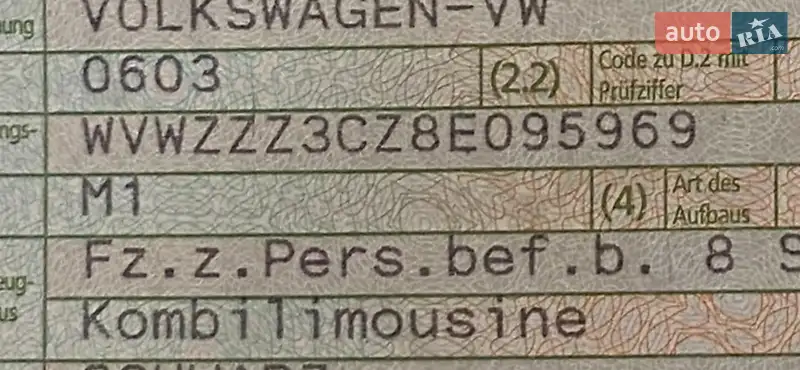 VOLKSWAGEN-VW
auto RIA.com
0603 (2.2) Code zu D.2 mit
Prüfziffer
WVWZZZ3CZ8E095969
M1 (4) Art des
Aufbaus
Fz.z.Pers.bef.b. 8 S
Kombilimousine